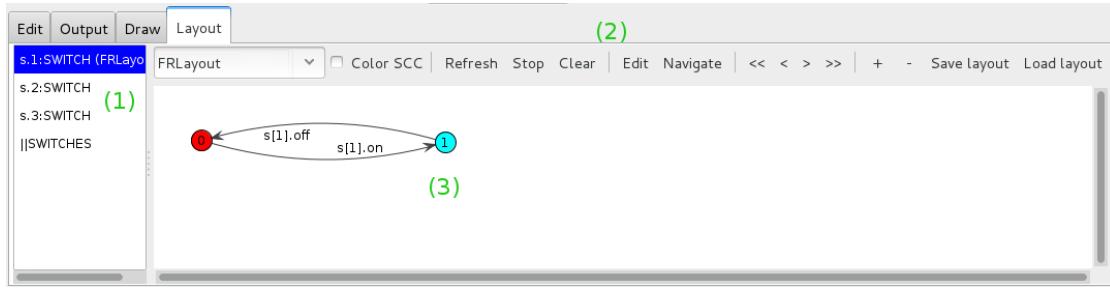 Edit Output Draw Layout
(2)
s.1:SWITCH (FRLayo
FRLayout Color SCC Refresh Stop Clear Edit Navigate << < > >> + - Save layout Load layout
s.2:SWITCH
(1)
s.3:SWITCH
||SWITCHES
0 s[1].off s[1].on 1
(3)